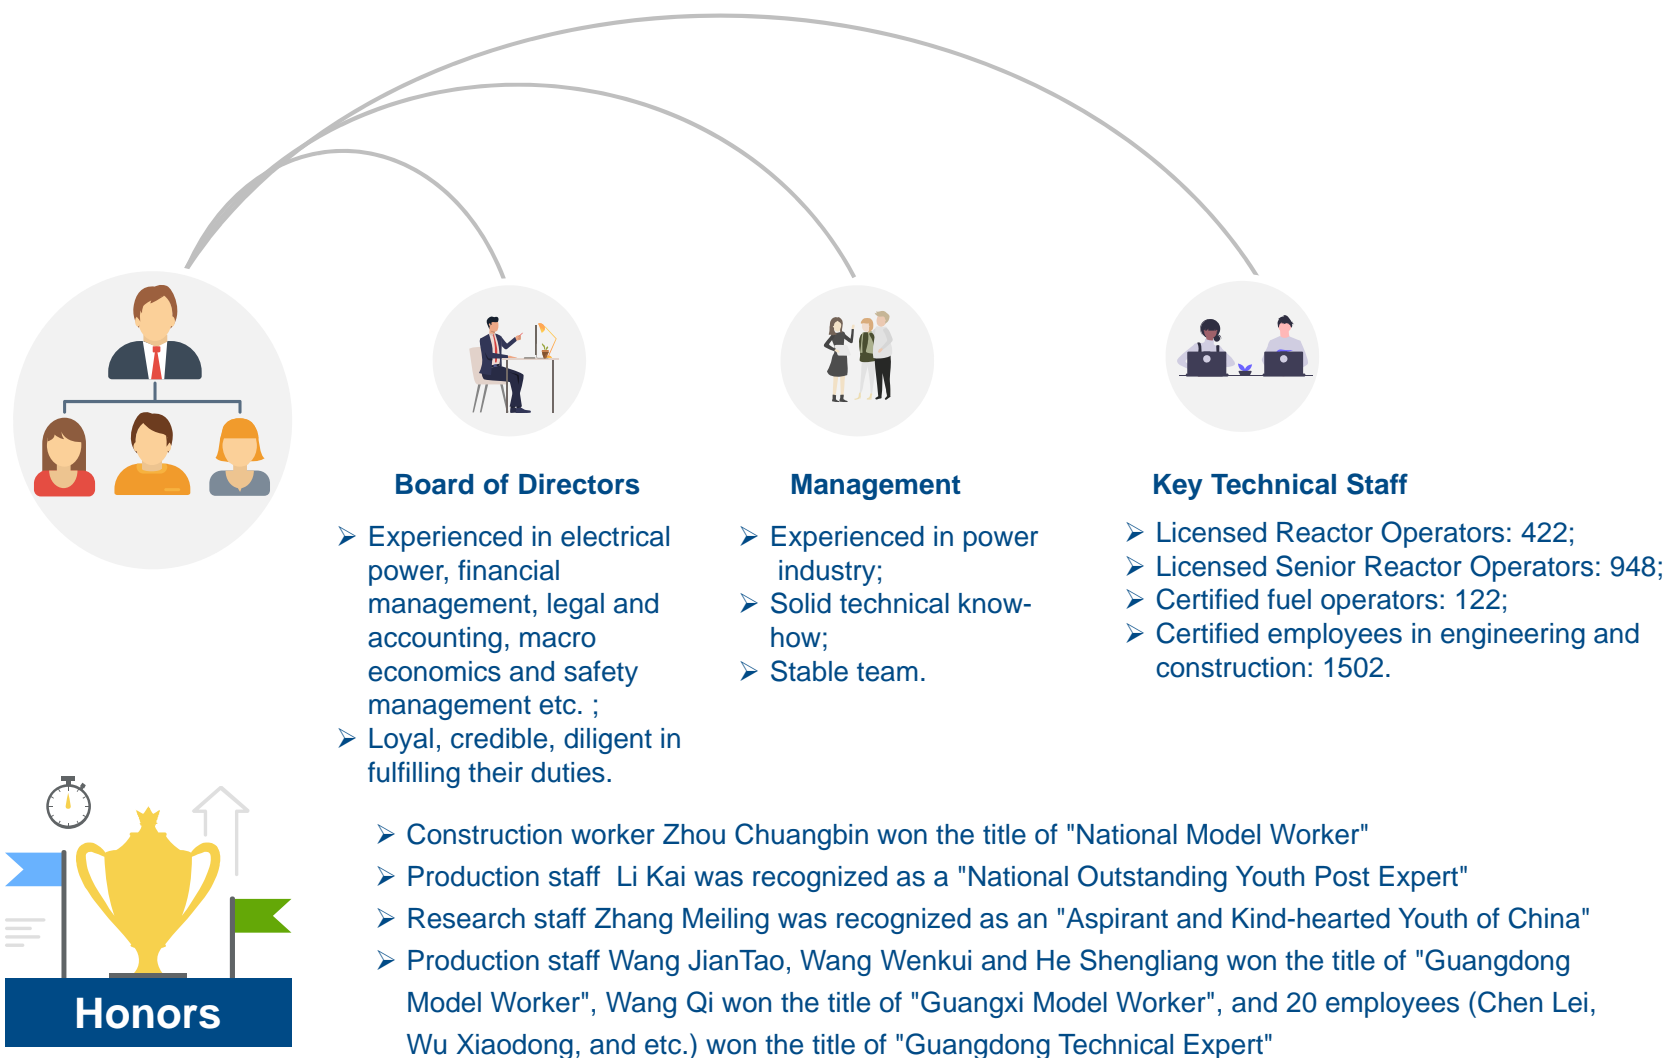 Board of Directors
➢ Experienced in electrical
power, financial
management, legal and
accounting, macro
economics and safety
management etc. ;
➢ Loyal, credible, diligent in
fulfilling their duties.
Management
➢ Experienced in power
industry;
➢ Solid technical know-
how;
➢ Stable team.
Key Technical Staff
➢ Licensed Reactor Operators: 422;
➢ Licensed Senior Reactor Operators: 948;
➢ Certified fuel operators: 122;
➢ Certified employees in engineering and
construction: 1502.
Honors
➢ Construction worker Zhou Chuangbin won the title of "National Model Worker"
➢ Production staff  Li Kai was recognized as a "National Outstanding Youth Post Expert"
➢ Research staff Zhang Meiling was recognized as an "Aspirant and Kind-hearted Youth of China"
➢ Production staff Wang JianTao, Wang Wenkui and He Shengliang won the title of "Guangdong
Model Worker", Wang Qi won the title of "Guangxi Model Worker", and 20 employees (Chen Lei,
Wu Xiaodong, and etc.) won the title of "Guangdong Technical Expert"